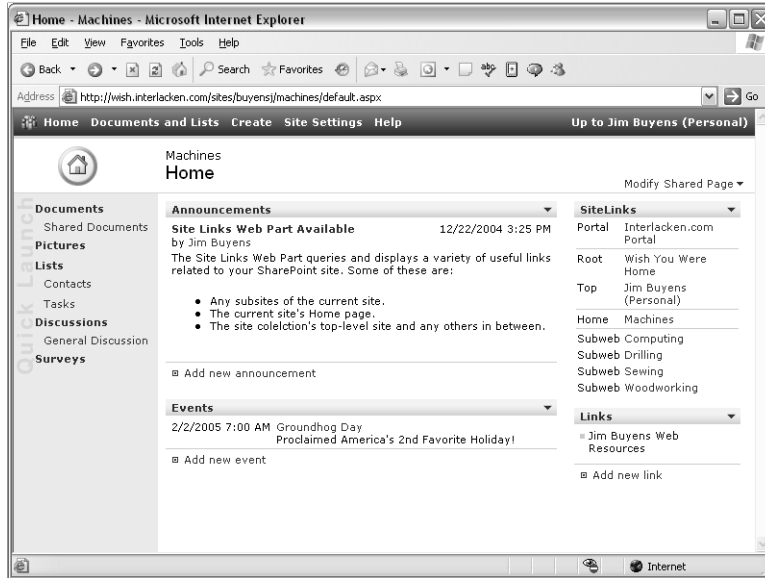 Home - Machines - Microsoft Internet Explorer
File Edit View Favorites Tools Help
Back Search Favorites
Address http://wish.interlacken.com/sites/buyensj/machines/default.aspx Go
Home Documents and Lists Create Site Settings Help Up to Jim Buyens (Personal)
Machines
Home
Modify Shared Page
Quick Launch
Documents
Shared Documents
Pictures
Lists
Contacts
Tasks
Discussions
General Discussion
Surveys
Announcements
Site Links Web Part Available 12/22/2004 3:25 PM
by Jim Buyens
The Site Links Web Part queries and displays a variety of useful links
related to your SharePoint site. Some of these are:
• Any subsites of the current site.
• The current site's Home page.
• The site colelction's top-level site and any others in between.
Add new announcement
Events
2/2/2005 7:00 AM Groundhog Day
Proclaimed America's 2nd Favorite Holiday!
Add new event
SiteLinks
Portal Interlacken.com
Portal
Root Wish You Were
Home
Top Jim Buyens
(Personal)
Home Machines
Subweb Computing
Subweb Drilling
Subweb Sewing
Subweb Woodworking
Links
Jim Buyens Web
Resources
Add new link
Internet